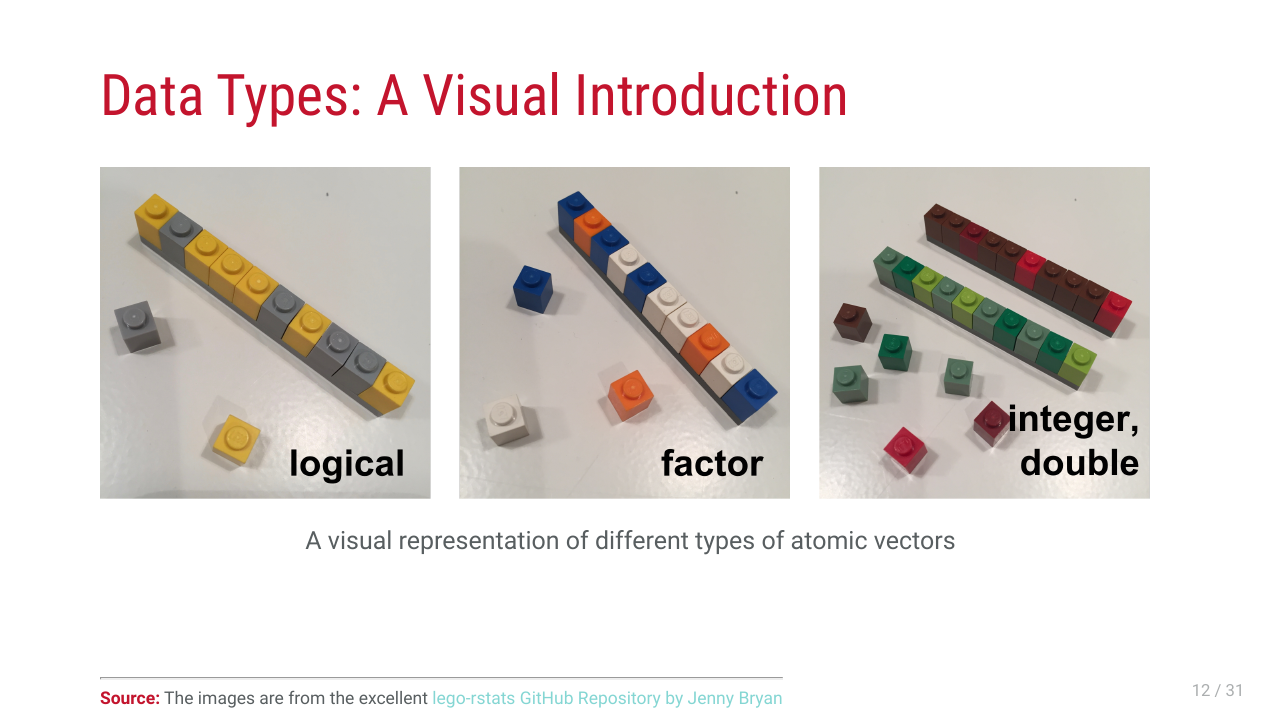 Data Types: A Visual Introduction
logical
factor
integer,
double
A visual representation of different types of atomic vectors
Source: The images are from the excellent lego-rstats GitHub Repository by Jenny Bryan
12 / 31